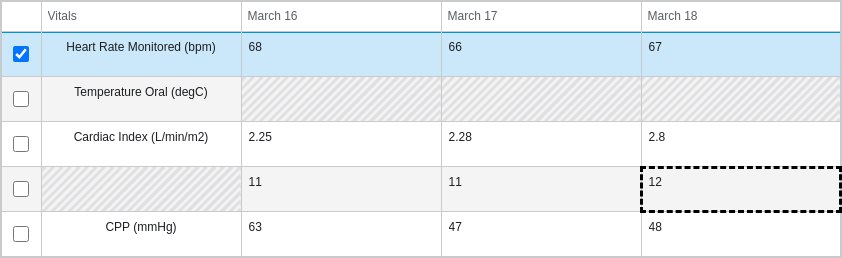 Vitals March 16 March 17 March 18
Heart Rate Monitored (bpm) 68 66 67
Temperature Oral (degC)
Cardiac Index (L/min/m2) 2.25 2.28 2.8
11 11 12
CPP (mmHg) 63 47 48